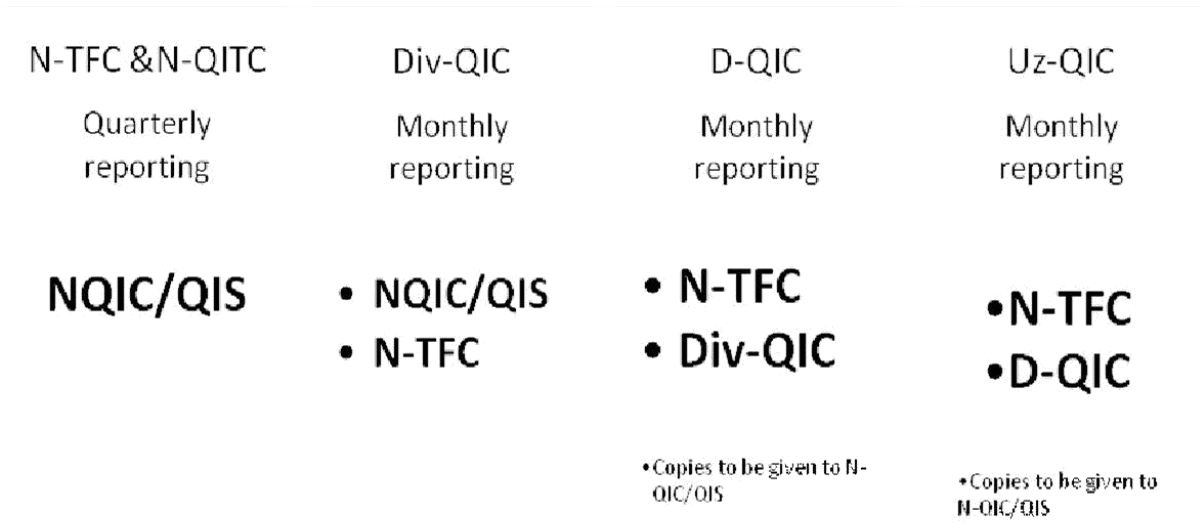 N-TFC &N-QITC
Quarterly
reporting
NQIC/QIS
Div-QIC
Monthly
reporting
• NQIC/QIS
• N-TFC
D-QIC
Monthly
reporting
• N-TFC
• Div-QIC
•Copies to be given to N-
QIC/QIS
Uz-QIC
Monthly
reporting
•N-TFC
•D-QIC
•Copies to be given to
N-QIC/QIS